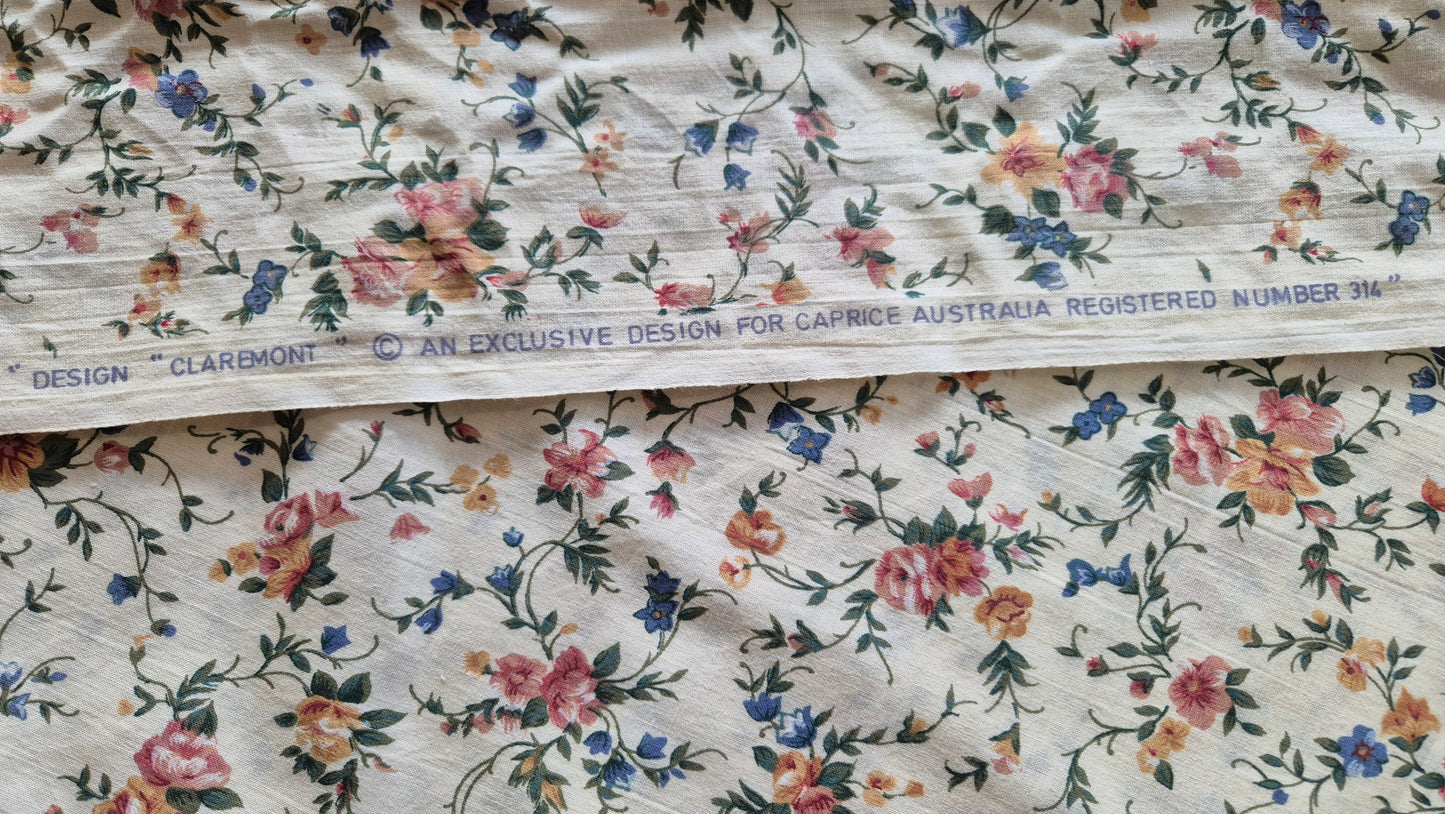 " DESIGN “ CLAREMONT ” © AN EXCLUSIVE DESIGN FOR CAPRICE AUSTRALIA REGISTERED NUMBER 314 ”